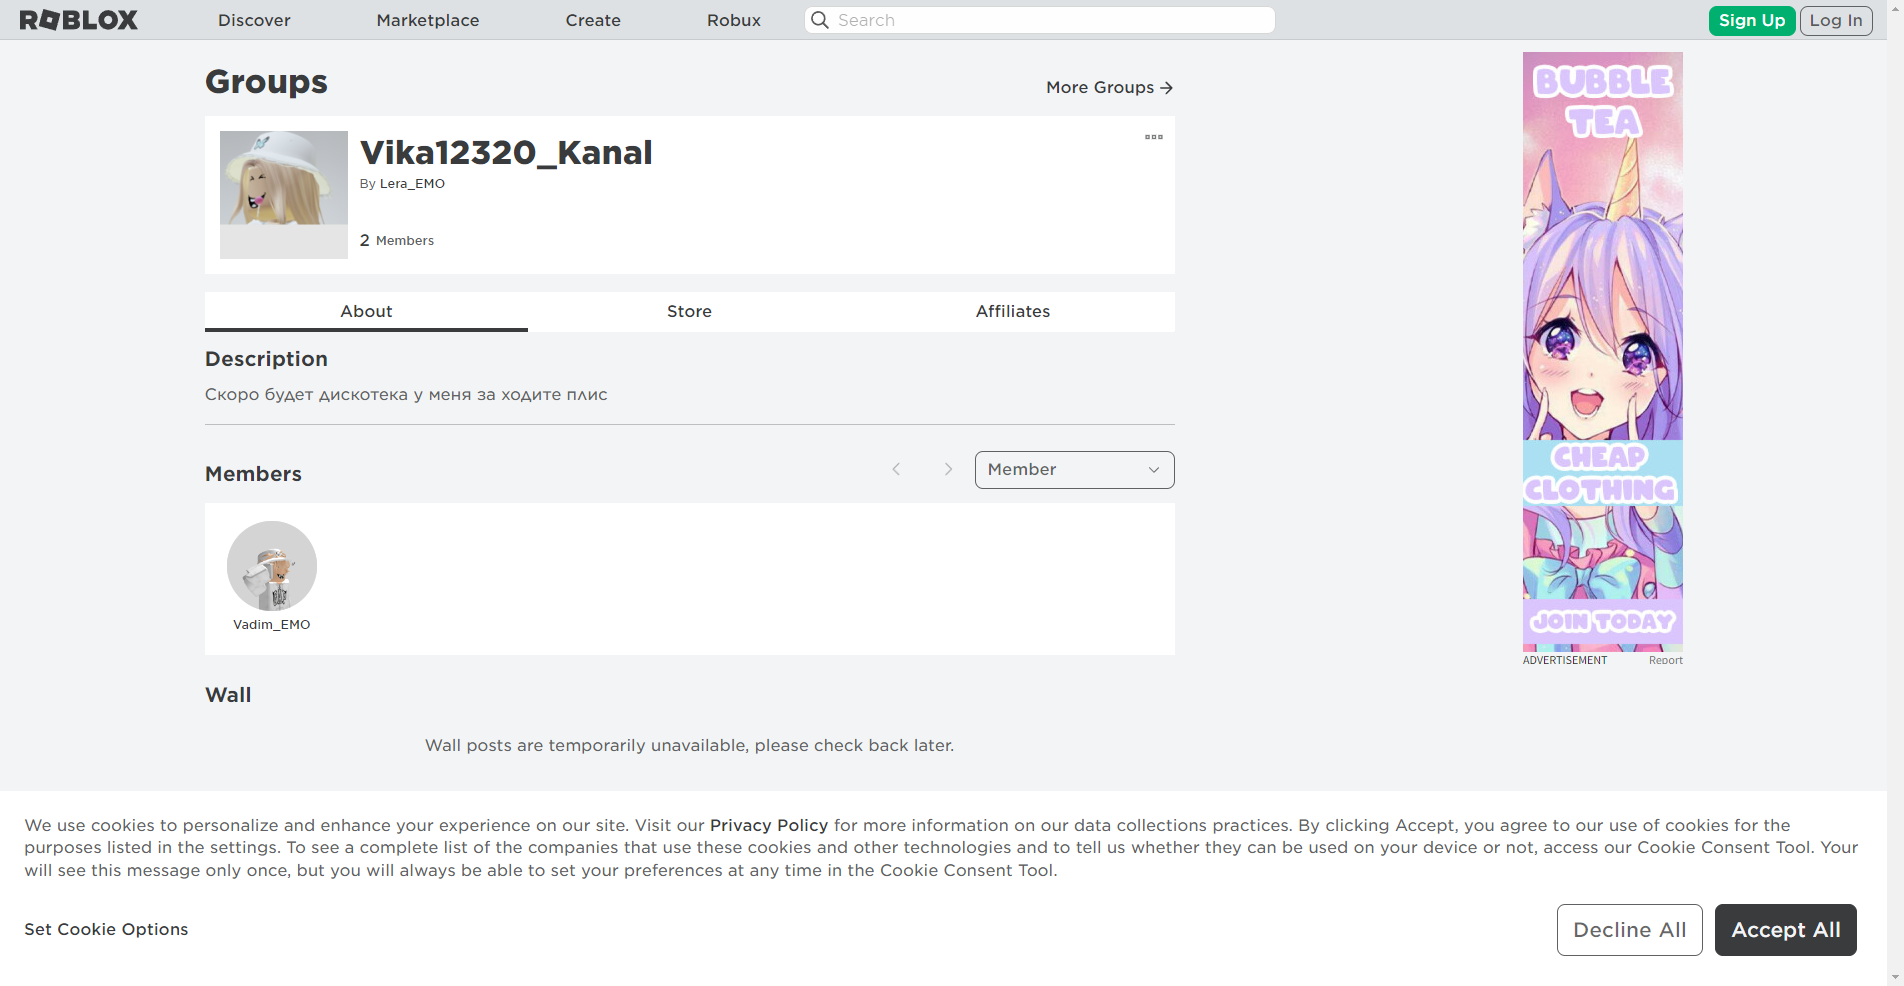 ROBLOX
Discover
Marketplace
Create
Robux
Search
Sign Up
Log In
Groups
More Groups
Vika12320_Kanal
By Lera_EMO
2 Members
About
Store
Affiliates
Description
Скоро будет дискотека у меня за ходите плис
Members
Member
Vadim_EMO
Wall
Wall posts are temporarily unavailable, please check back later.
BUBBLE
TEA
CHEAP
CLOTHING
JOIN TODAY
ADVERTISEMENT
Report
We use cookies to personalize and enhance your experience on our site. Visit our Privacy Policy for more information on our data collections practices. By clicking Accept, you agree to our use of cookies for the
purposes listed in the settings. To see a complete list of the companies that use these cookies and other technologies and to tell us whether they can be used on your device or not, access our Cookie Consent Tool. Your
will see this message only once, but you will always be able to set your preferences at any time in the Cookie Consent Tool.
Set Cookie Options
Decline All
Accept All